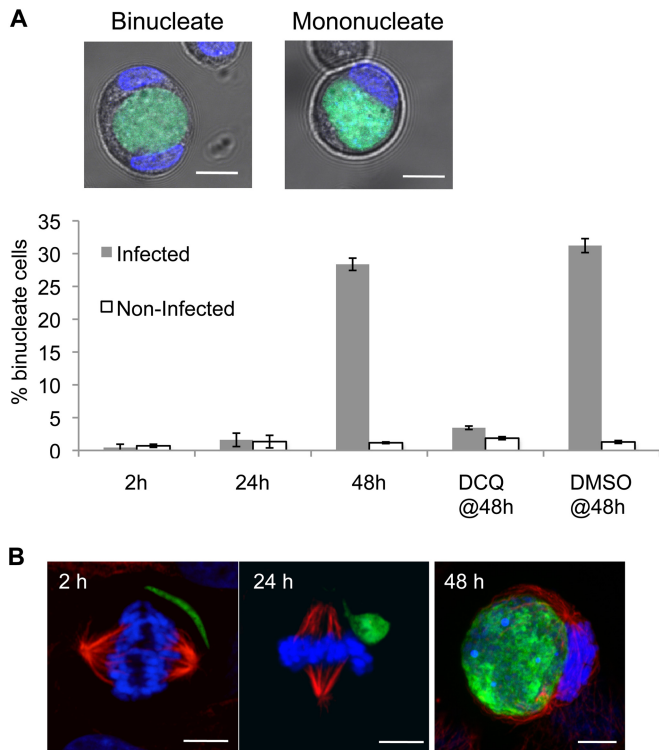 A
Binucleate Mononucleate
35
30
25
20
15
10
5
0
% binucleate cells
Infected
Non-Infected
2h 24h 48h DCQ DMSO
@48h @48h
B
2 h 24 h 48 h